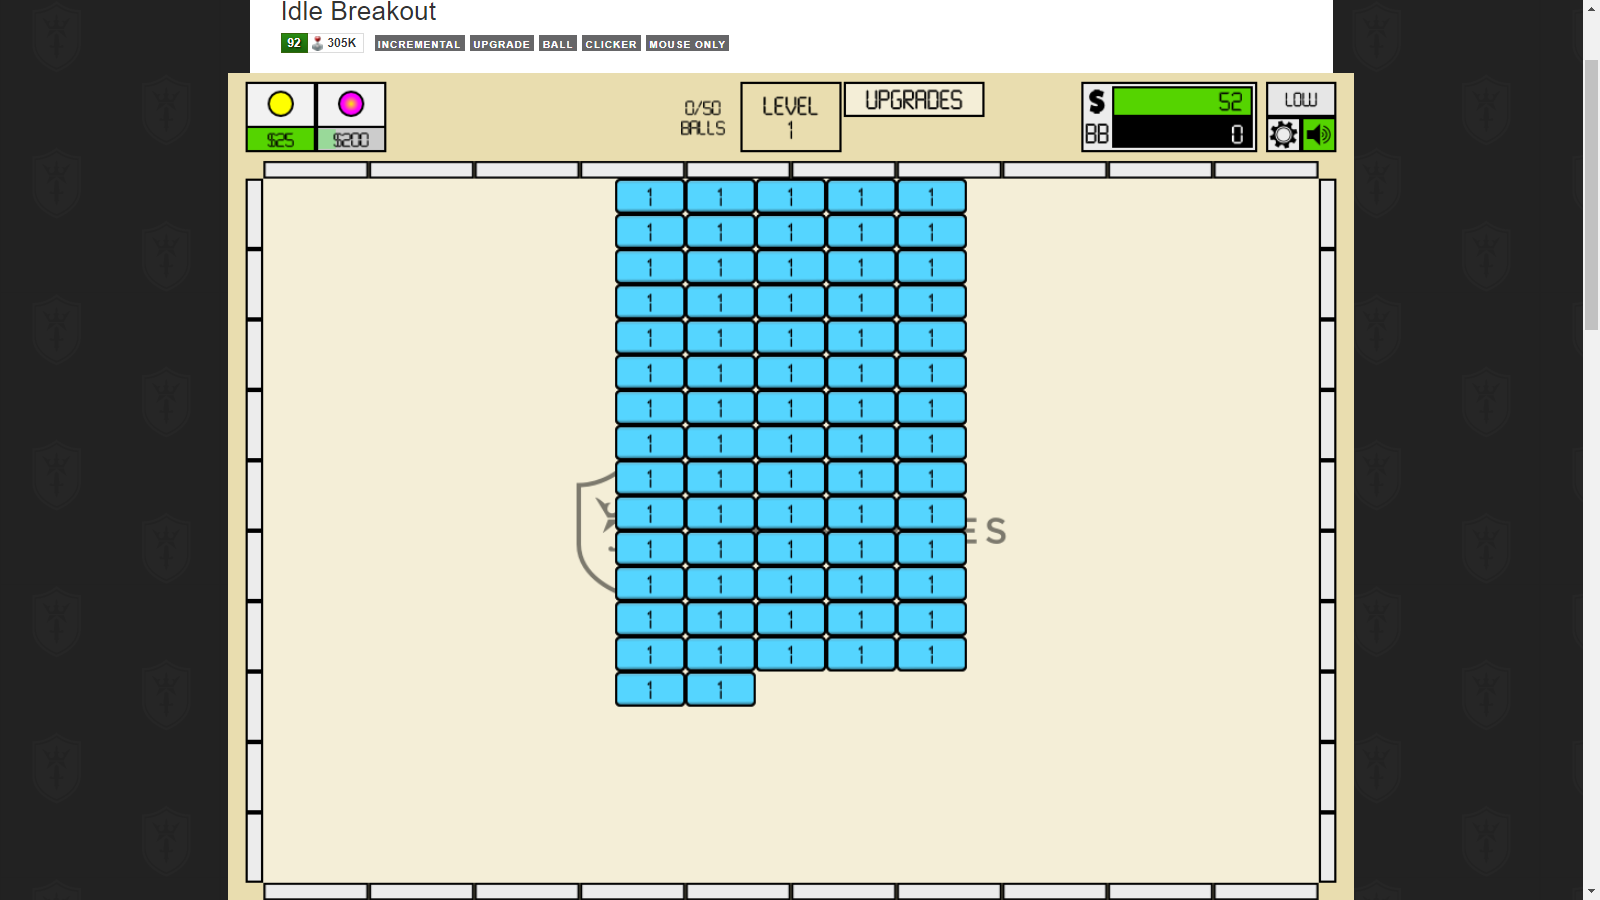 Idle Breakout
92 305K INCREMENTAL UPGRADE BALL CLICKER MOUSE ONLY
$25 $200
0/50
BALLS
LEVEL
1
UPGRADES
$ 52
BB 0
LOW
1 1 1 1 1
1 1 1 1 1
1 1 1 1 1
1 1 1 1 1
1 1 1 1 1
1 1 1 1 1
1 1 1 1 1
1 1 1 1 1
1 1 1 1 1
1 1 1 1 1
ES
1 1 1 1 1
1 1 1 1 1
1 1 1 1 1
1 1 1 1 1
1 1